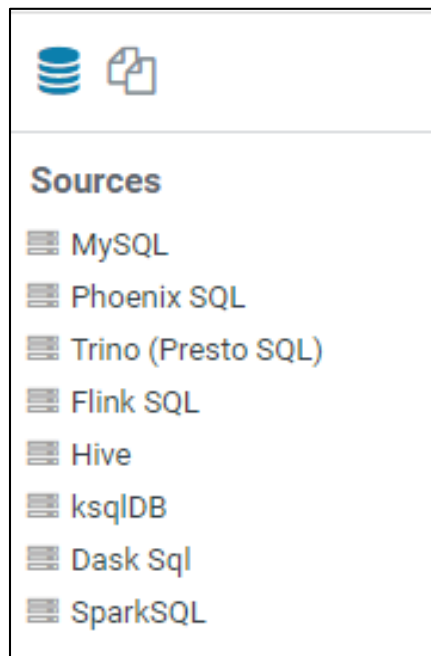 Sources
MySQL
Phoenix SQL
Trino (Presto SQL)
Flink SQL
Hive
ksqlDB
Dask Sql
SparkSQL